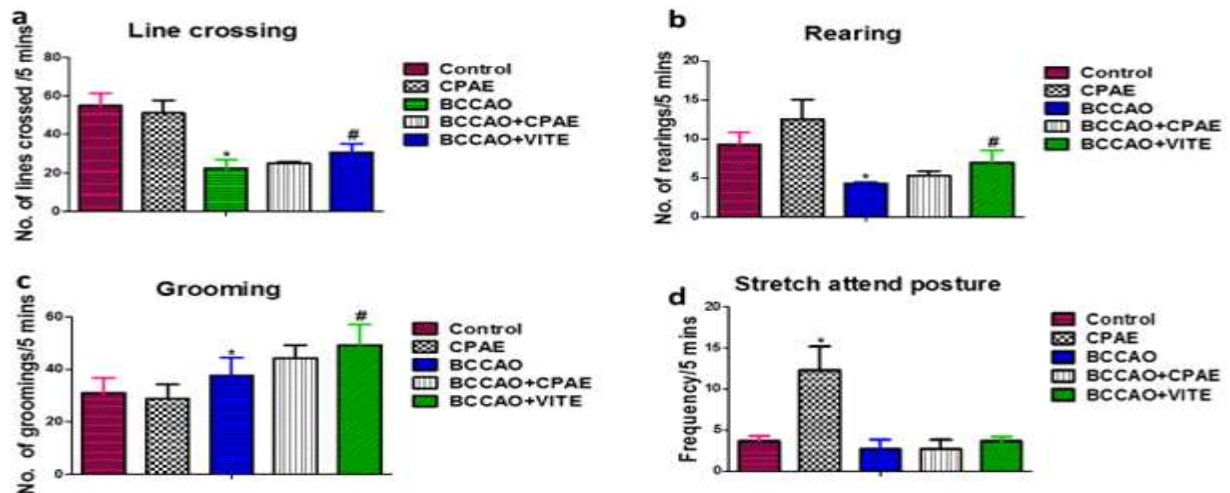 a
Line crossing
No. of lines crossed /5 mins
80
60
40
20
0
*
#
Control
CPAE
BCCAO
BCCAO+CPAE
BCCAO+VITE
b
Rearing
No. of rearings/5 mins
20
15
10
5
0
*
#
Control
CPAE
BCCAO
BCCAO+CPAE
BCCAO+VITE
c
Grooming
No. of groomings/5 mins
60
40
20
0
*
#
Control
CPAE
BCCAO
BCCAO+CPAE
BCCAO+VITE
d
Stretch attend posture
Frequency/5 mins
20
15
10
5
0
*
Control
CPAE
BCCAO
BCCAO+CPAE
BCCAO+VITE